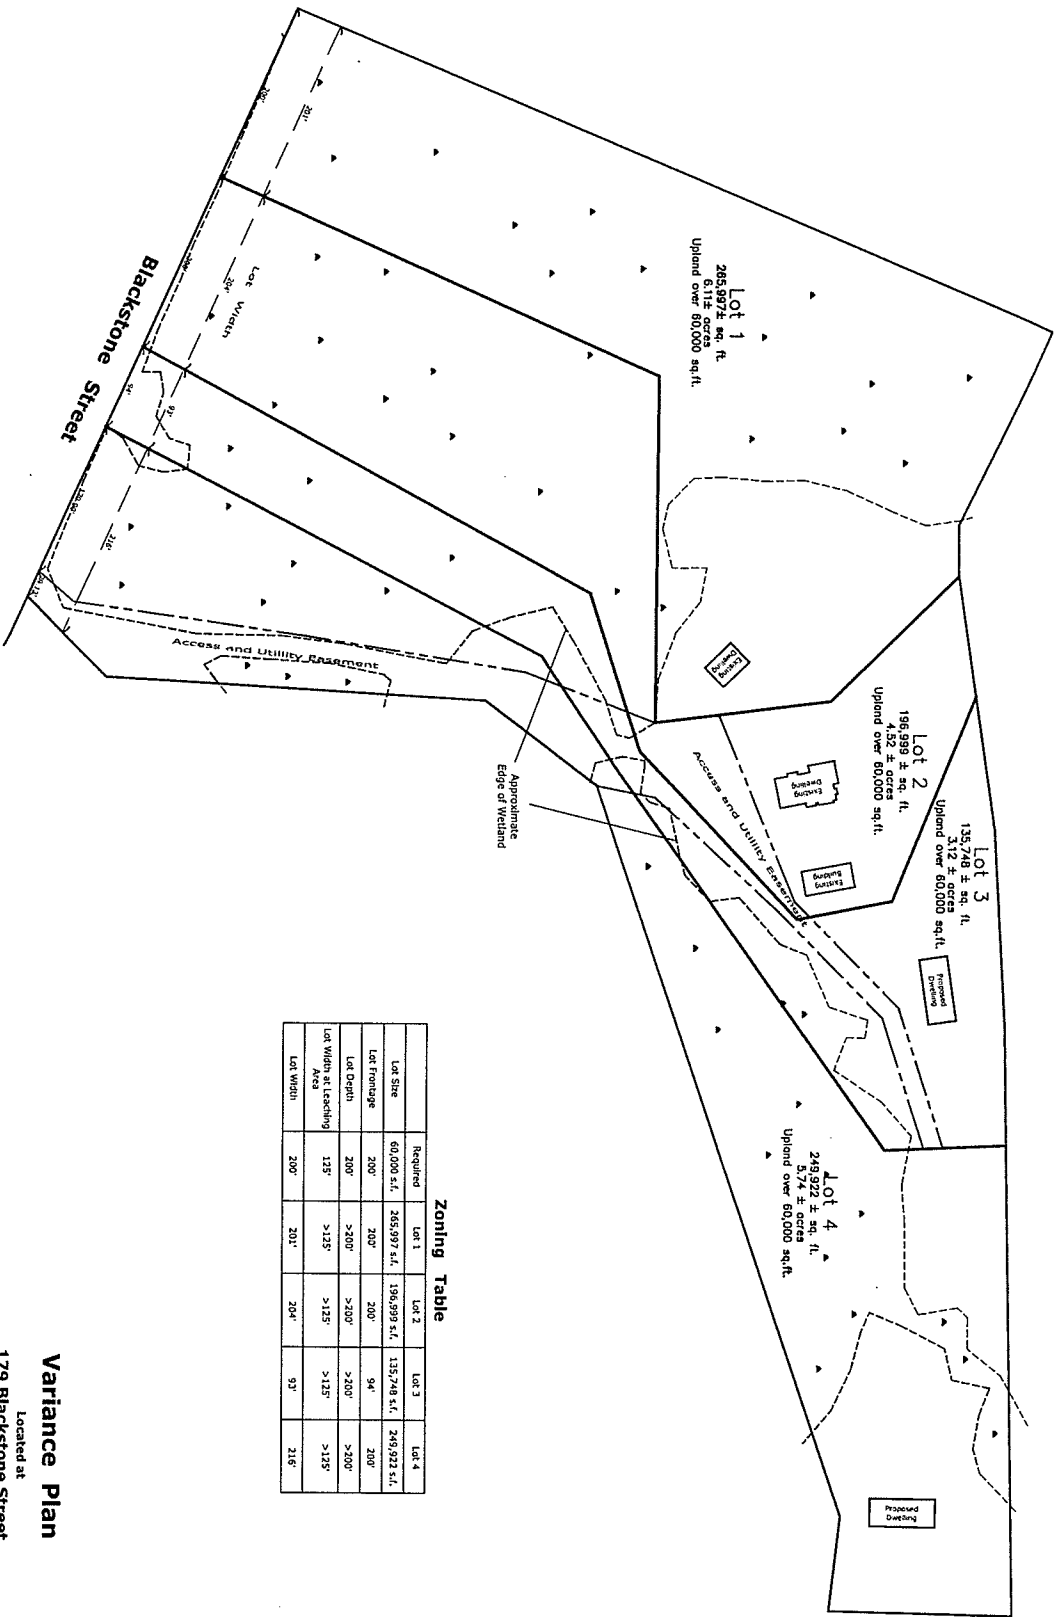 Lot 1
265,997± sq. ft.
6.11± acres
Upland over 60,000 sq.ft.
Lot 2
196,999 ± sq. ft.
4.52 ± acres
Upland over 60,000 sq.ft.
Lot 3
135,748 ± sq. ft.
3.12 ± acres
Upland over 60,000 sq.ft.
Lot 4
249,922 ± sq. ft.
5.74 ± acres
Upland over 60,000 sq.ft.
Existing
Dwelling
Existing
Dwelling
Existing
Building
Proposed
Dwelling
Proposed
Dwelling
Access and Utility Easement
Access and Utility Easement
Approximate
Edge of Wetland
Blackstone Street
Lot Width
200'
201'
204'
94'
93'
216'
Zoning Table
Required Lot 1 Lot 2 Lot 3 Lot 4
Lot Size 60,000 s.f. 265,997 s.f. 196,999 s.f. 135,748 s.f. 249,922 s.f.
Lot Frontage 200' 200' 200' 94' 200'
Lot Depth 200' >200' >200' >200' >200'
Lot Width at Leaching
Area 125' >125' >125' >125' >125'
Lot Width 200' 201' 204' 93' 216'
Variance Plan
Located at
179 Blackstone Street